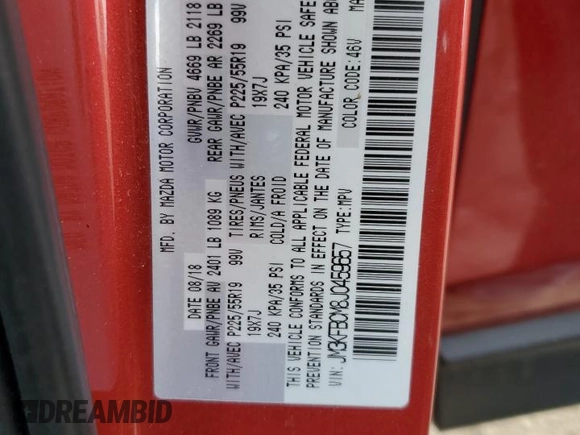 MFD. BY MAZDA MOTOR CORPORATION
DATE 08/18 GVWR/PNBV 4669 LB 2118
FRONT GAWR/PNBE AV 2401 LB 1089 KG REAR GAWR/PNBE AR 2269 LB
WITH/AVEC P225/55R19 99V TIRES/PNEUS WITH/AVEC P225/55R19 99V
19X7J RIMS/JANTES 19X7J
240 KPA/35 PSI COLD/A FROID 240 KPA/35 PSI
THIS VEHICLE CONFORMS TO ALL APPLICABLE FEDERAL MOTOR VEHICLE SAFE
PREVENTION STANDARDS IN EFFECT ON THE DATE OF MANUFACTURE SHOWN ABO
VIN: JM3KFBCM6J0459657 TYPE: MPV COLOR CODE: 46V MA
DREAMBID